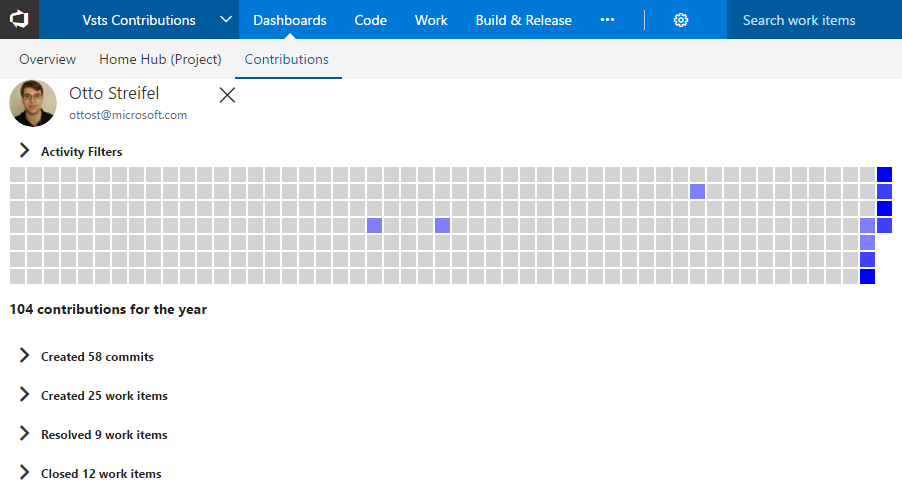 Vsts Contributions Dashboards Code Work Build & Release ··· Search work items
Overview Home Hub (Project) Contributions
Otto Streifel
ottost@microsoft.com
Activity Filters
104 contributions for the year
Created 58 commits
Created 25 work items
Resolved 9 work items
Closed 12 work items